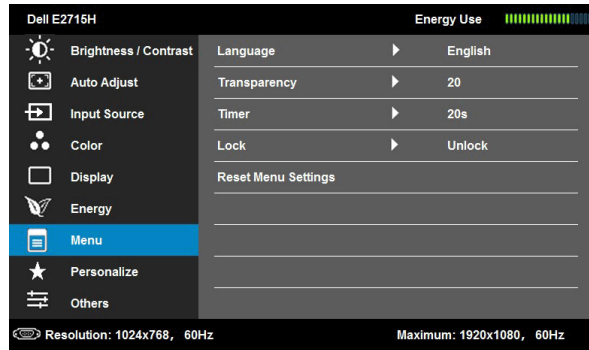 Dell E2715H Energy Use
Brightness / Contrast Language English
Auto Adjust Transparency 20
Input Source Timer 20s
Color Lock Unlock
Display Reset Menu Settings
Energy
Menu
Personalize
Others
Resolution: 1024x768, 60Hz Maximum: 1920x1080, 60Hz